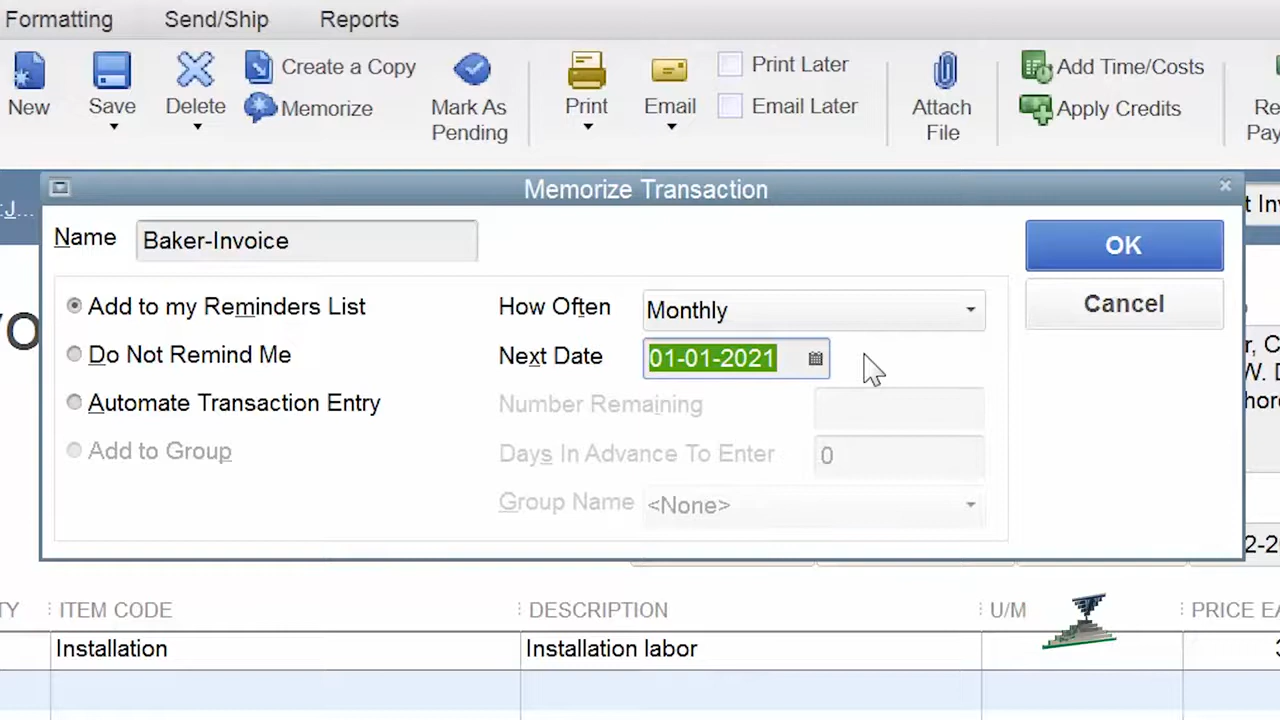 Formatting Send/Ship Reports
New Save Delete Create a Copy Memorize Mark As Pending Print Email Print Later Email Later Attach File Add Time/Costs Apply Credits
Memorize Transaction
Name Baker-Invoice OK
Add to my Reminders List How Often Monthly Cancel
Do Not Remind Me Next Date 01-01-2021
Automate Transaction Entry Number Remaining
Add to Group Days In Advance To Enter 0
Group Name <None>
ITEM CODE DESCRIPTION U/M PRICE
Installation Installation labor